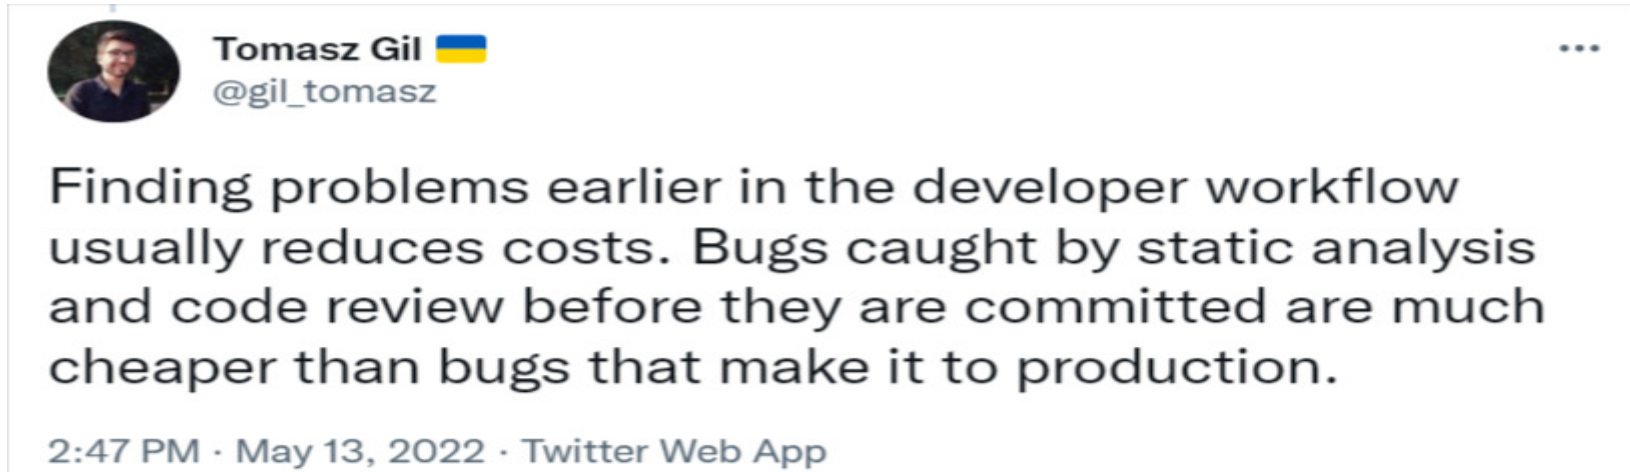 Tomasz Gil 🇺🇦
@gil_tomasz
Finding problems earlier in the developer workflow
usually reduces costs. Bugs caught by static analysis
and code review before they are committed are much
cheaper than bugs that make it to production.
2:47 PM · May 13, 2022 · Twitter Web App